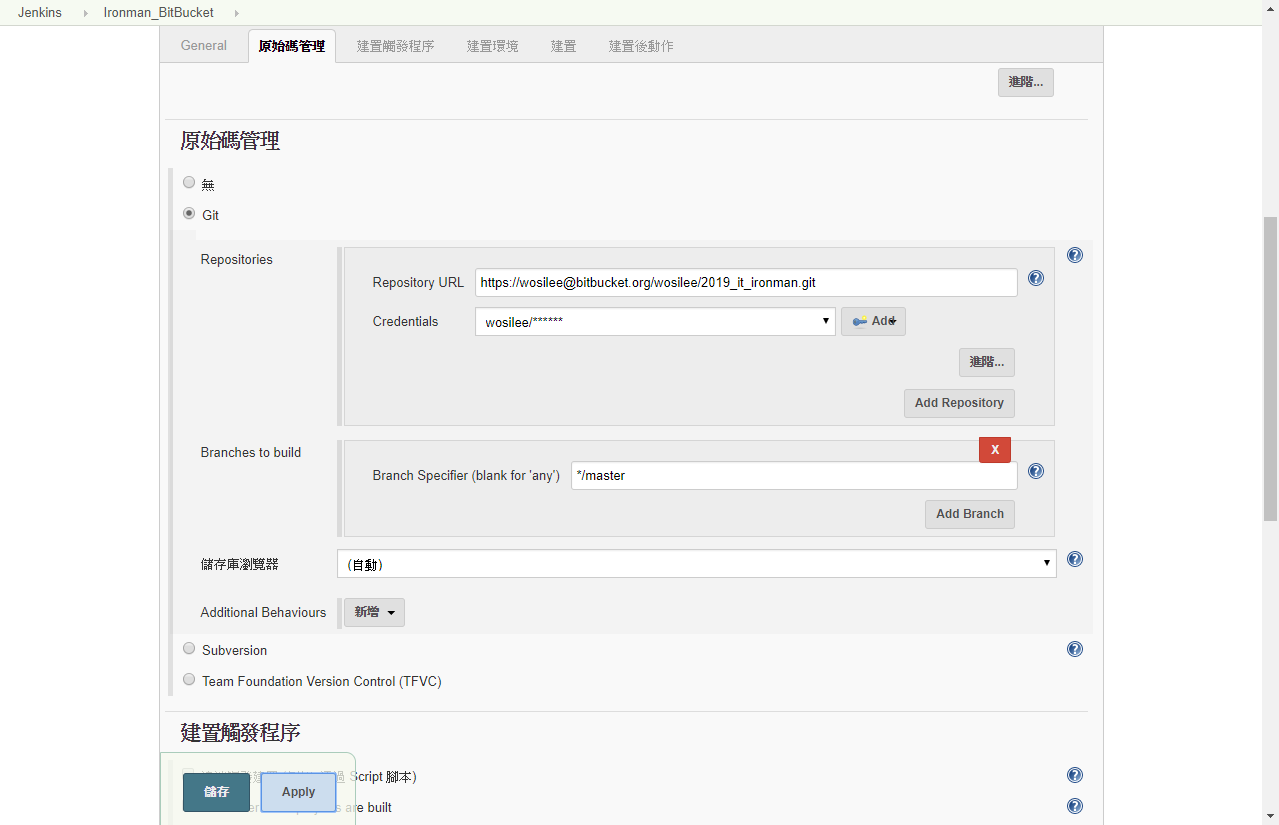 Jenkins Ironman_BitBucket
General 原始碼管理 建置觸發程序 建置環境 建置 建置後動作
進階...
原始碼管理
無
Git
Repositories
Repository URL https://wosilee@bitbucket.org/wosilee/2019_it_ironman.git
Credentials wosilee/****** Add
進階...
Add Repository
Branches to build
X
Branch Specifier (blank for 'any') */master
Add Branch
儲存庫瀏覽器 (自動)
Additional Behaviours 新增
Subversion
Team Foundation Version Control (TFVC)
建置觸發程序
Script 腳本)
儲存 Apply
are built